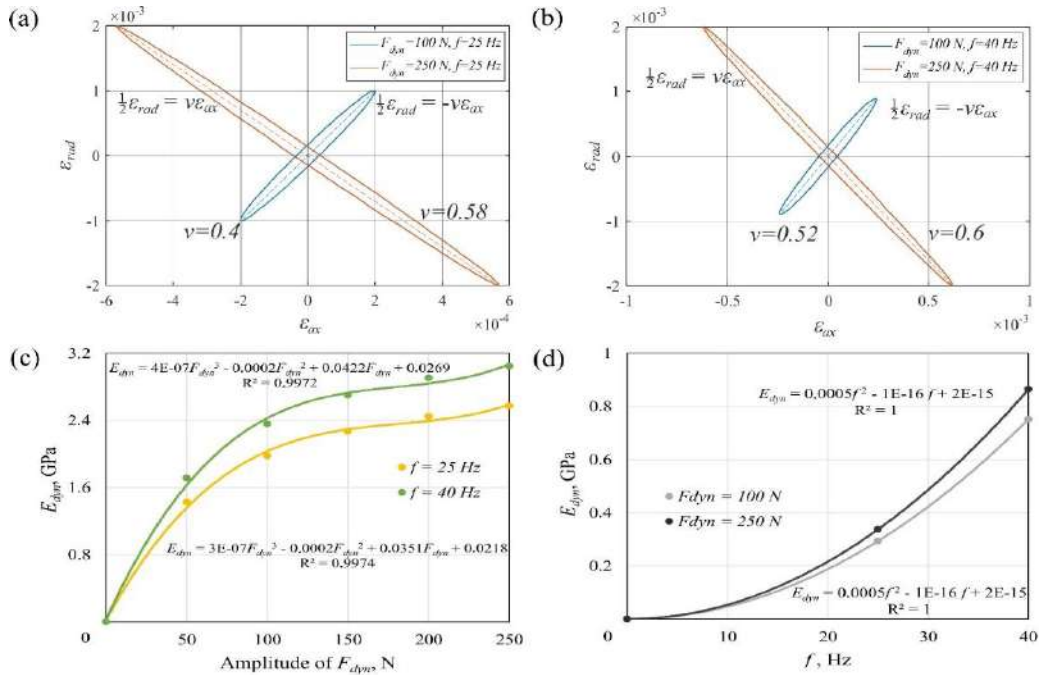 (a)
×10⁻³
2
1
0
-1
-2
ε_rad
F_dyn=100 N, f=25 Hz
F_dyn=250 N, f=25 Hz
½ε_rad = νε_ax
½ε_rad = -νε_ax
ν=0.4
ν=0.58
-6
-4
-2
0
2
4
6
×10⁻⁴
ε_ax
(b)
×10⁻³
2
1
0
-1
-2
ε_rad
F_dyn=100 N, f=40 Hz
F_dyn=250 N, f=40 Hz
½ε_rad = νε_ax
½ε_rad = -νε_ax
ν=0.52
ν=0.6
-1
-0.5
0
0.5
1
×10⁻³
ε_ax
(c)
3.2
2.4
1.6
0.8
E_dyn, GPa
E_dyn = 4E-07F_dyn³ - 0.0002F_dyn² + 0.0422F_dyn + 0.0269
R² = 0.9972
f = 25 Hz
f = 40 Hz
E_dyn = 3E-07F_dyn³ - 0.0002F_dyn² + 0.0351F_dyn + 0.0218
R² = 0.9974
0
50
100
150
200
250
Amplitude of F_dyn, N
(d)
1
0.8
0.6
0.4
0.2
E_dyn, GPa
E_dyn = 0.0005f² - 1E-16 f + 2E-15
R² = 1
Fdyn = 100 N
Fdyn = 250 N
E_dyn = 0.0005f² - 1E-16 f + 2E-15
R² = 1
0
10
20
30
40
f, Hz